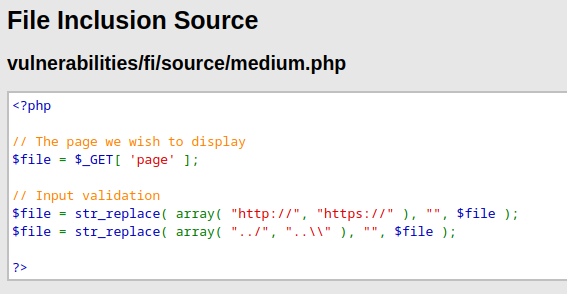 File Inclusion Source
vulnerabilities/fi/source/medium.php
<?php
// The page we wish to display
$file = $_GET[ 'page' ];
// Input validation
$file = str_replace( array( "http://", "https://" ), "", $file );
$file = str_replace( array( "../", "..\\" ), "", $file );
?>